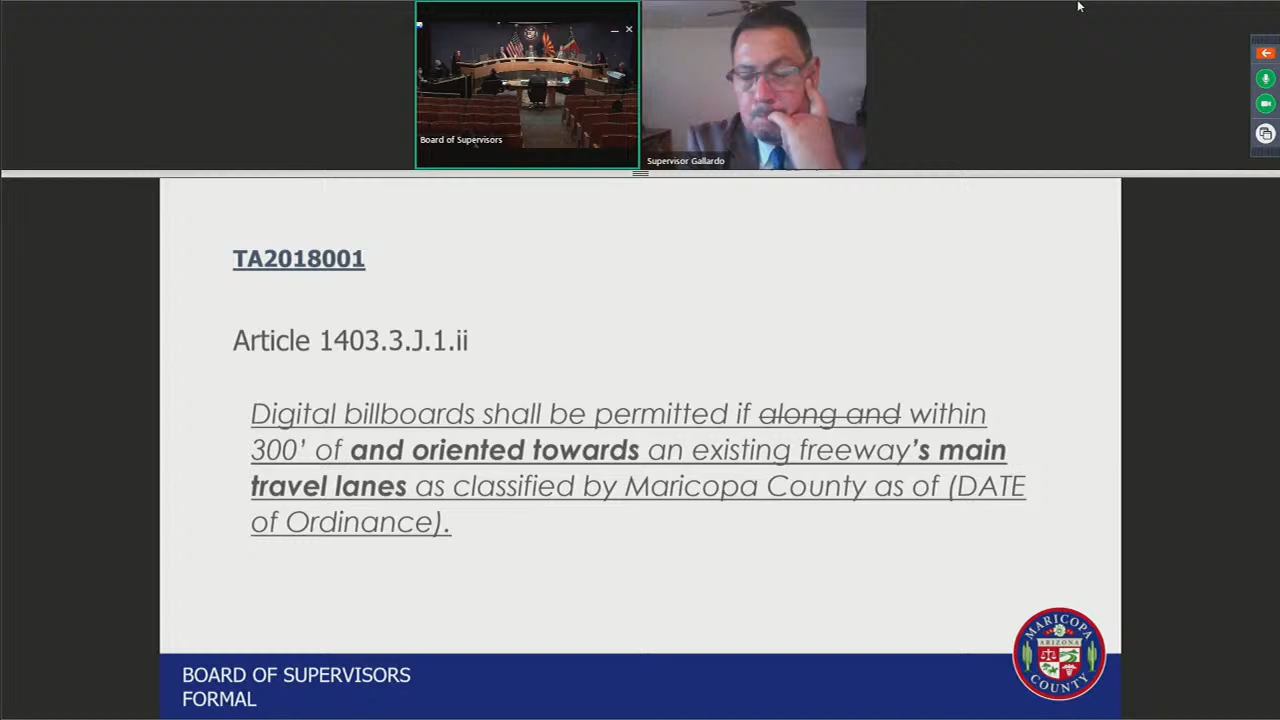 Board of Supervisors
Supervisor Gallardo
TA2018001
Article 1403.3.J.1.ii
Digital billboards shall be permitted if along and within
300’ of and oriented towards an existing freeway’s main
travel lanes as classified by Maricopa County as of (DATE
of Ordinance).
BOARD OF SUPERVISORS
FORMAL
MARICOPA
ARIZONA
COUNTY